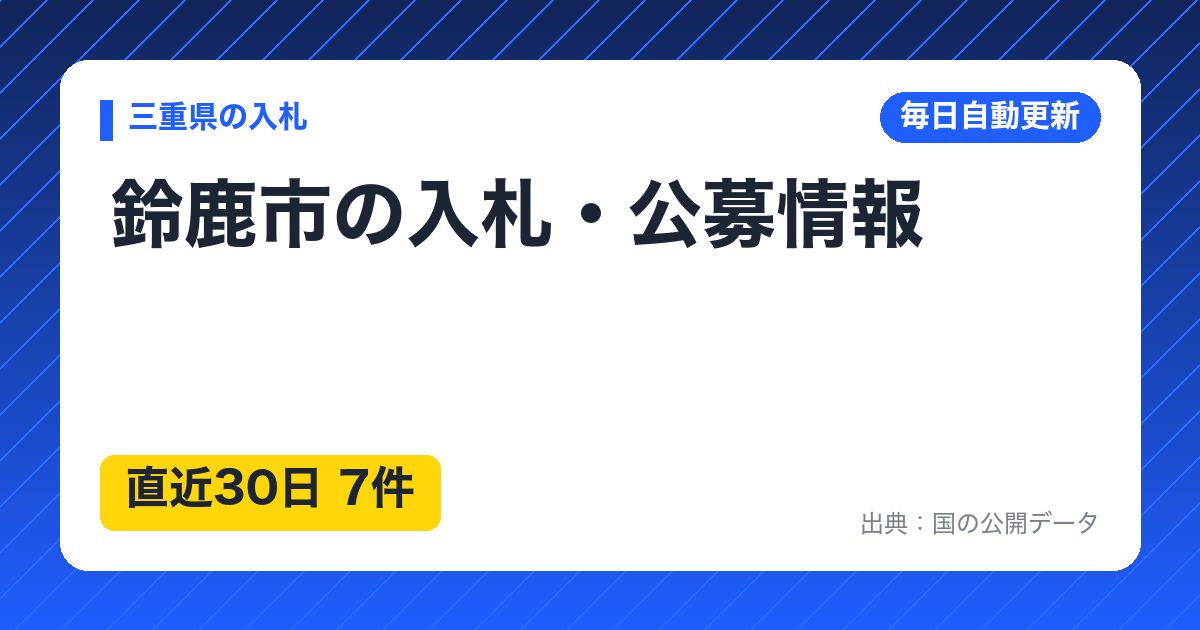 三重県の入札
毎日自動更新
鈴鹿市の入札・公募情報
直近30日 7件
出典：国の公開データ